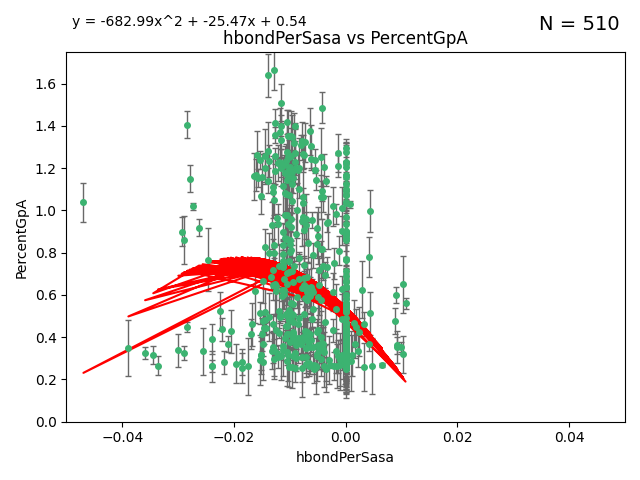 y = -682.99x^2 + -25.47x + 0.54
N = 510
hbondPerSasa vs PercentGpA
PercentGpA
1.6
1.4
1.2
1.0
0.8
0.6
0.4
0.2
0.0
−0.04
−0.02
0.00
0.02
0.04
hbondPerSasa